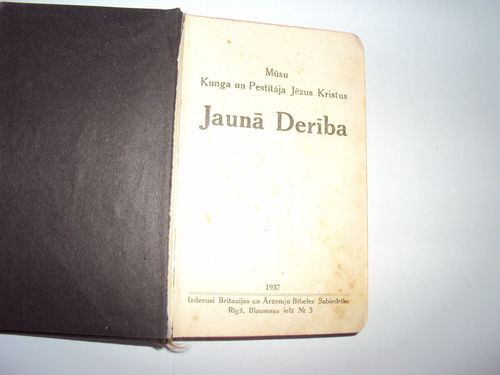 Mūsu
Kunga un Pestītāja Jēzus Kristus
Jaunā Derība
1937
Izdevusi Britanijas un Ārzemju Bībeles Sabiedrība
Rīgā, Blaumaņa ielā № 3